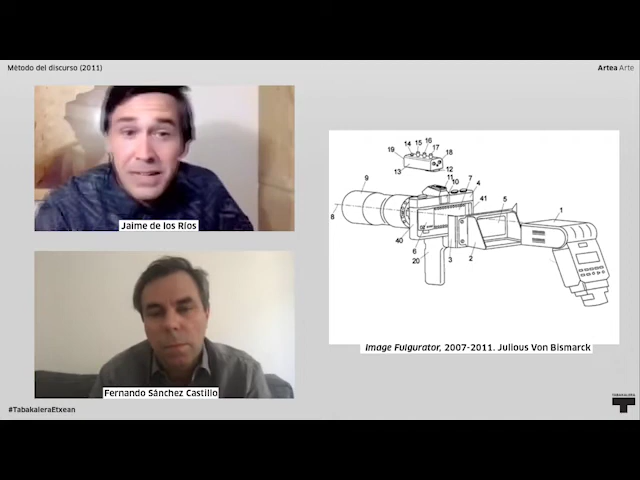 Método del discurso (2011)
Artea Arte
Jaime de los Ríos
Fernando Sánchez Castillo
14 15 16 17
19 18
13 12
9 11 10 7 4
8 41 5 1
40
6
20 3 2
Image Fulgurator, 2007-2011. Julious Von Bismarck
#TabakaleraEtxean
TABAKALERA